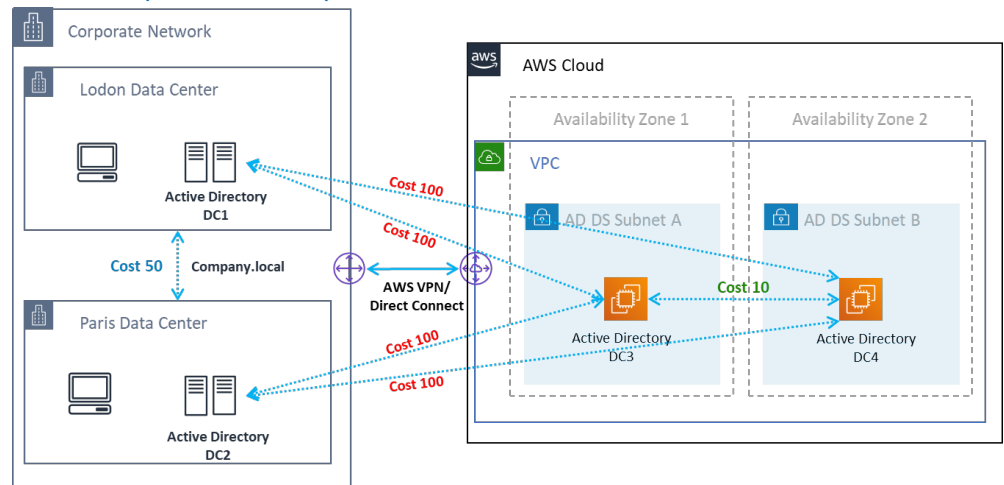 Corporate Network
Lodon Data Center
Active Directory
DC1
Cost 50
Company.local
Paris Data Center
Active Directory
DC2
AWS VPN/
Direct Connect
Cost 100
Cost 100
Cost 100
Cost 100
aws
AWS Cloud
Availability Zone 1
Availability Zone 2
VPC
AD DS Subnet A
AD DS Subnet B
Cost 10
Active Directory
DC3
Active Directory
DC4